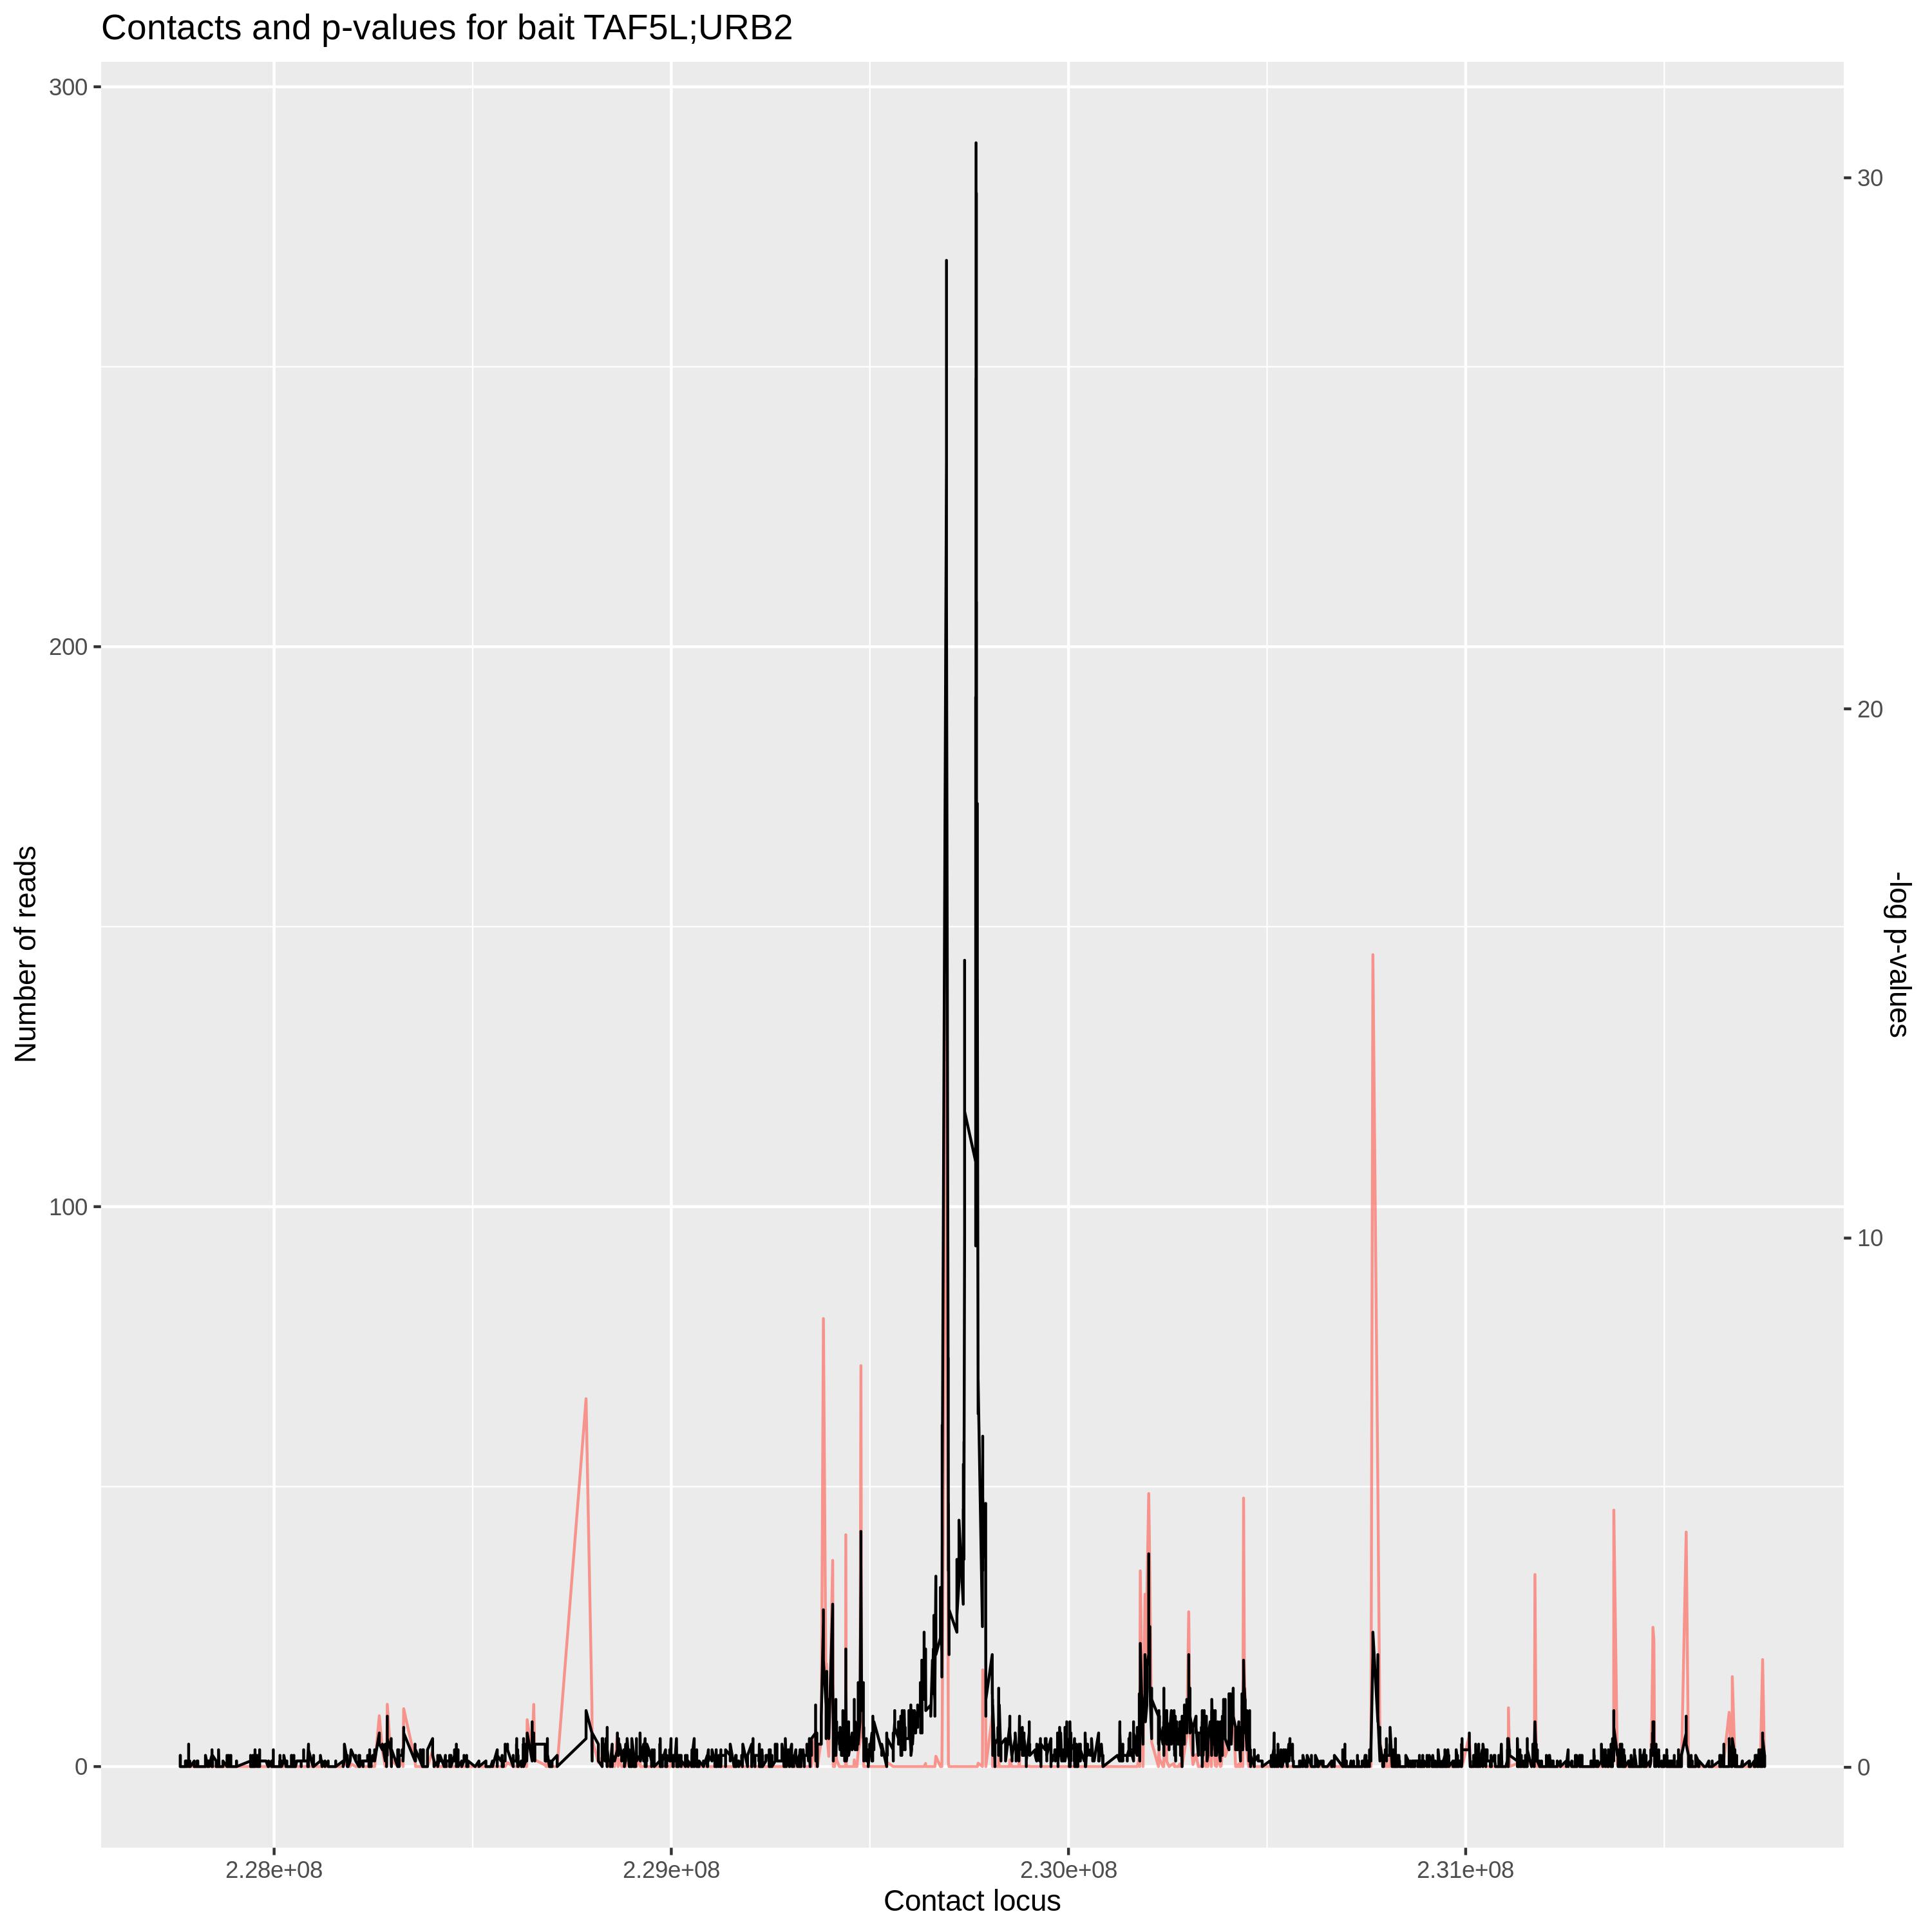 Contacts and p-values for bait TAF5L;URB2
300
200
100
0
30
20
10
0
Number of reads
-log p-values
2.28e+08
2.29e+08
2.30e+08
2.31e+08
Contact locus